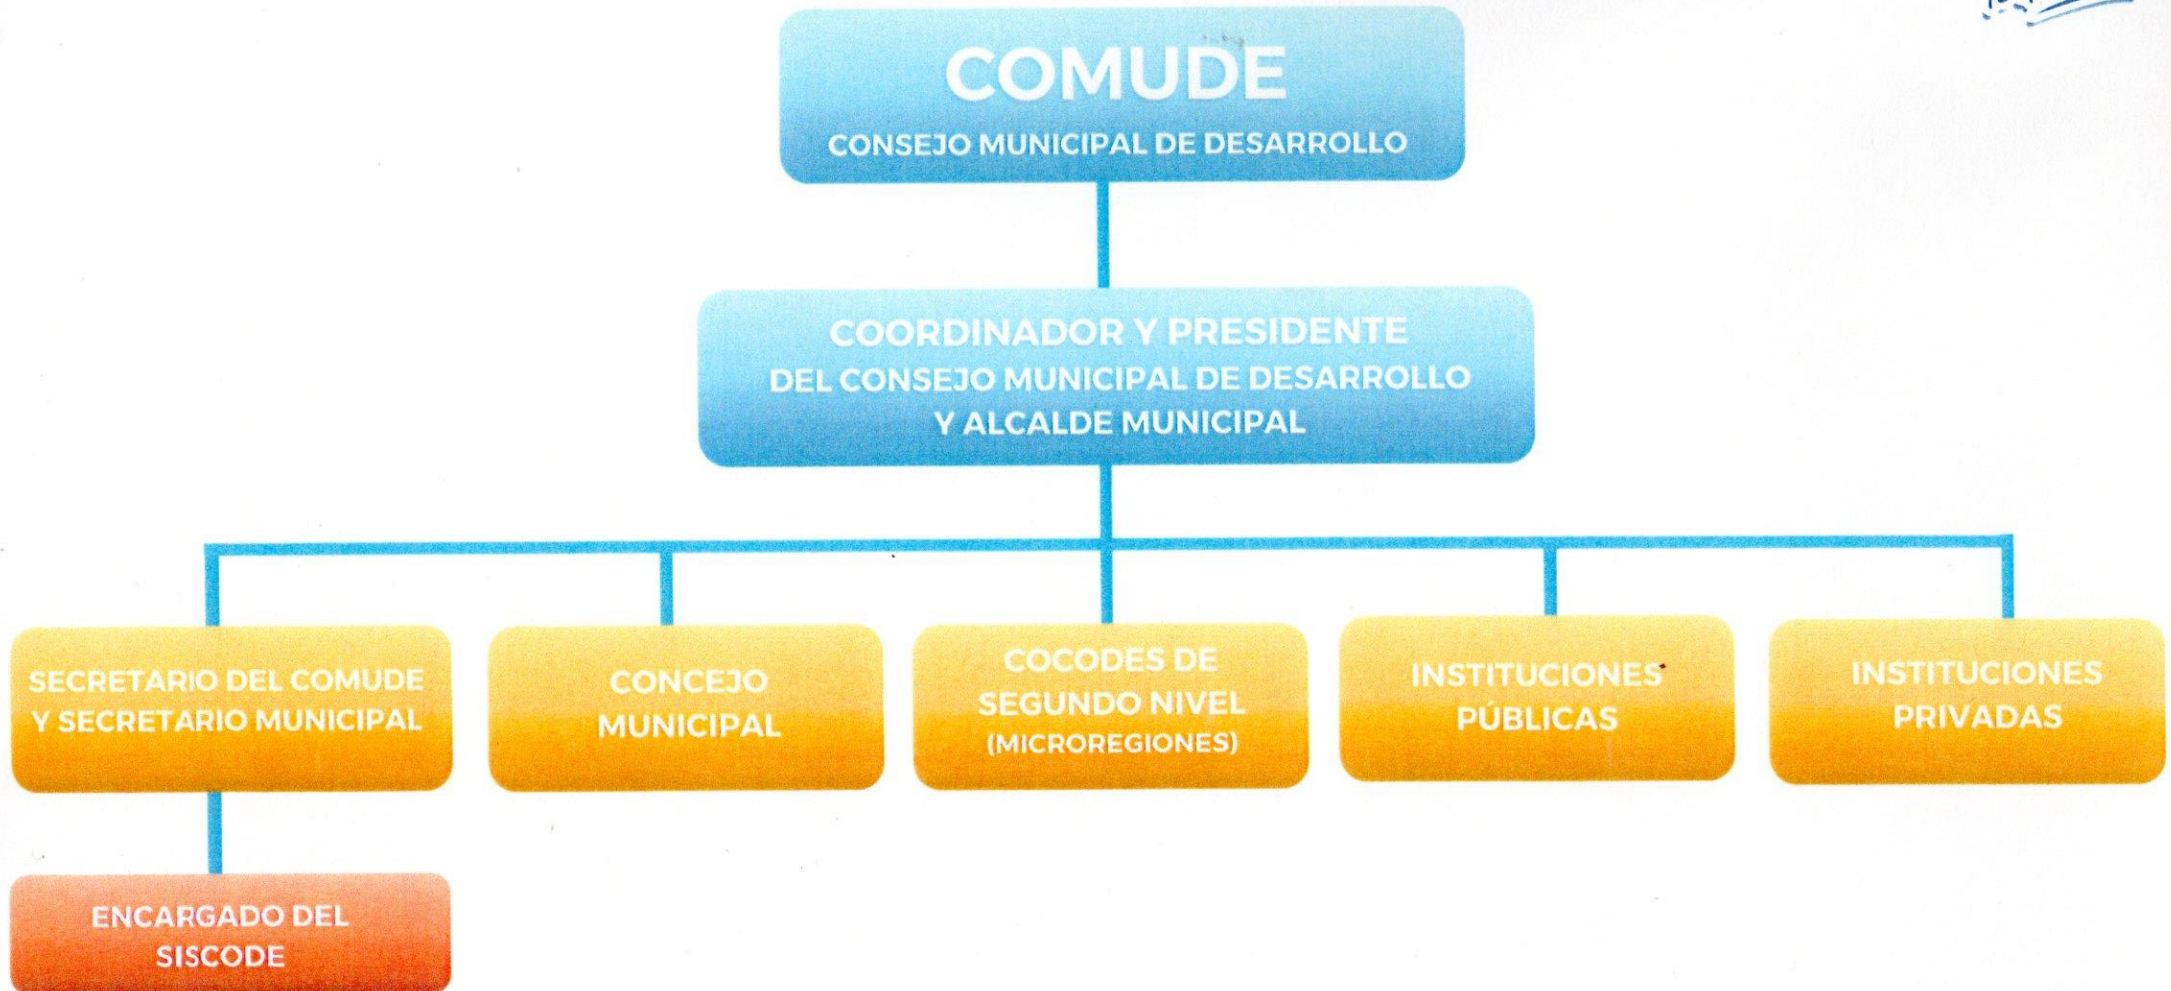 COMUDE
CONSEJO MUNICIPAL DE DESARROLLO
COORDINADOR Y PRESIDENTE
DEL CONSEJO MUNICIPAL DE DESARROLLO
Y ALCALDE MUNICIPAL
SECRETARIO DEL COMUDE
Y SECRETARIO MUNICIPAL
CONCEJO
MUNICIPAL
COCODES DE
SEGUNDO NIVEL
(MICROREGIONES)
INSTITUCIONES
PÚBLICAS
INSTITUCIONES
PRIVADAS
ENCARGADO DEL
SISCODE